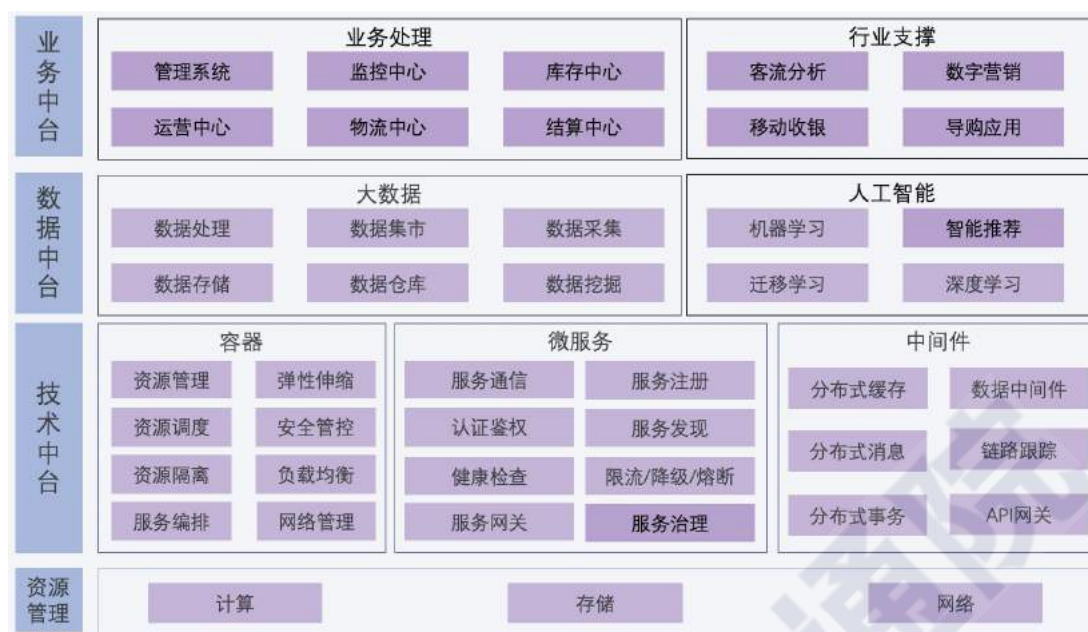 业务中台
业务处理
管理系统 监控中心 库存中心
运营中心 物流中心 结算中心
行业支撑
客流分析 数字营销
移动收银 导购应用
数据中台
大数据
数据处理 数据集市 数据采集
数据存储 数据仓库 数据挖掘
人工智能
机器学习 智能推荐
迁移学习 深度学习
技术中台
容器
资源管理 弹性伸缩
资源调度 安全管控
资源隔离 负载均衡
服务编排 网络管理
微服务
服务通信 服务注册
认证鉴权 服务发现
健康检查 限流/降级/熔断
服务网关 服务治理
中间件
分布式缓存 数据中间件
分布式消息 链路跟踪
分布式事务 API网关
资源
管理
计算 存储 网络
通院